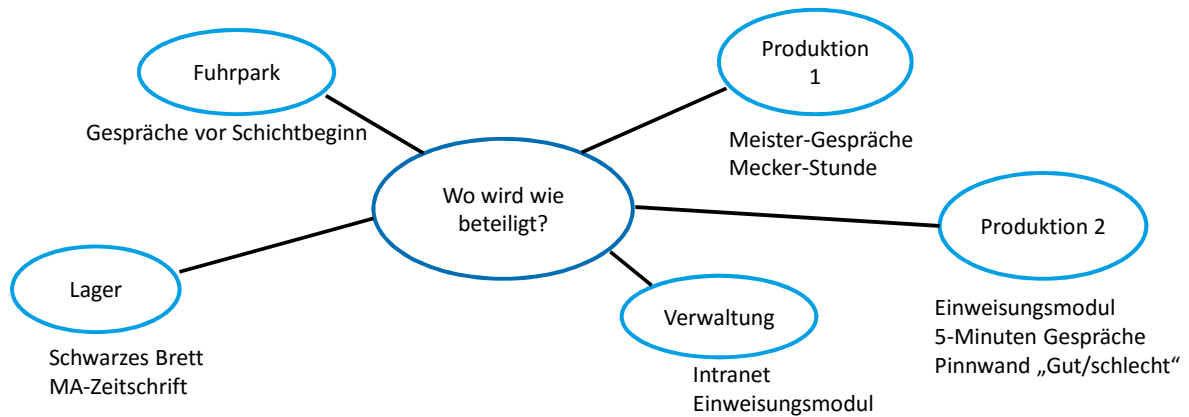 Fuhrpark
Gespräche vor Schichtbeginn
Produktion
1
Meister-Gespräche
Mecker-Stunde
Wo wird wie
beteiligt?
Produktion 2
Einweisungsmodul
5-Minuten Gespräche
Pinnwand „Gut/schlecht“
Lager
Schwarzes Brett
MA-Zeitschrift
Verwaltung
Intranet
Einweisungsmodul